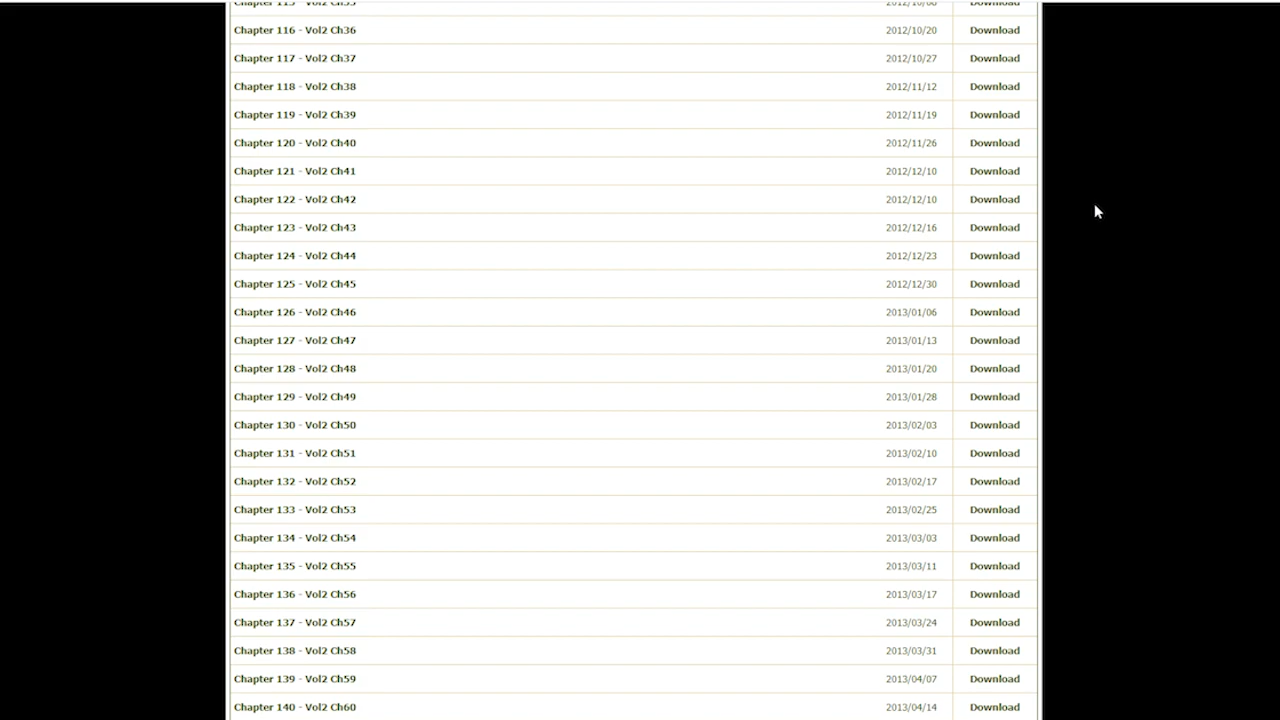 Chapter 115 - Vol2 Ch35 2012/10/06 Download
Chapter 116 - Vol2 Ch36 2012/10/20 Download
Chapter 117 - Vol2 Ch37 2012/10/27 Download
Chapter 118 - Vol2 Ch38 2012/11/12 Download
Chapter 119 - Vol2 Ch39 2012/11/19 Download
Chapter 120 - Vol2 Ch40 2012/11/26 Download
Chapter 121 - Vol2 Ch41 2012/12/10 Download
Chapter 122 - Vol2 Ch42 2012/12/10 Download
Chapter 123 - Vol2 Ch43 2012/12/16 Download
Chapter 124 - Vol2 Ch44 2012/12/23 Download
Chapter 125 - Vol2 Ch45 2012/12/30 Download
Chapter 126 - Vol2 Ch46 2013/01/06 Download
Chapter 127 - Vol2 Ch47 2013/01/13 Download
Chapter 128 - Vol2 Ch48 2013/01/20 Download
Chapter 129 - Vol2 Ch49 2013/01/28 Download
Chapter 130 - Vol2 Ch50 2013/02/03 Download
Chapter 131 - Vol2 Ch51 2013/02/10 Download
Chapter 132 - Vol2 Ch52 2013/02/17 Download
Chapter 133 - Vol2 Ch53 2013/02/25 Download
Chapter 134 - Vol2 Ch54 2013/03/03 Download
Chapter 135 - Vol2 Ch55 2013/03/11 Download
Chapter 136 - Vol2 Ch56 2013/03/17 Download
Chapter 137 - Vol2 Ch57 2013/03/24 Download
Chapter 138 - Vol2 Ch58 2013/03/31 Download
Chapter 139 - Vol2 Ch59 2013/04/07 Download
Chapter 140 - Vol2 Ch60 2013/04/14 Download